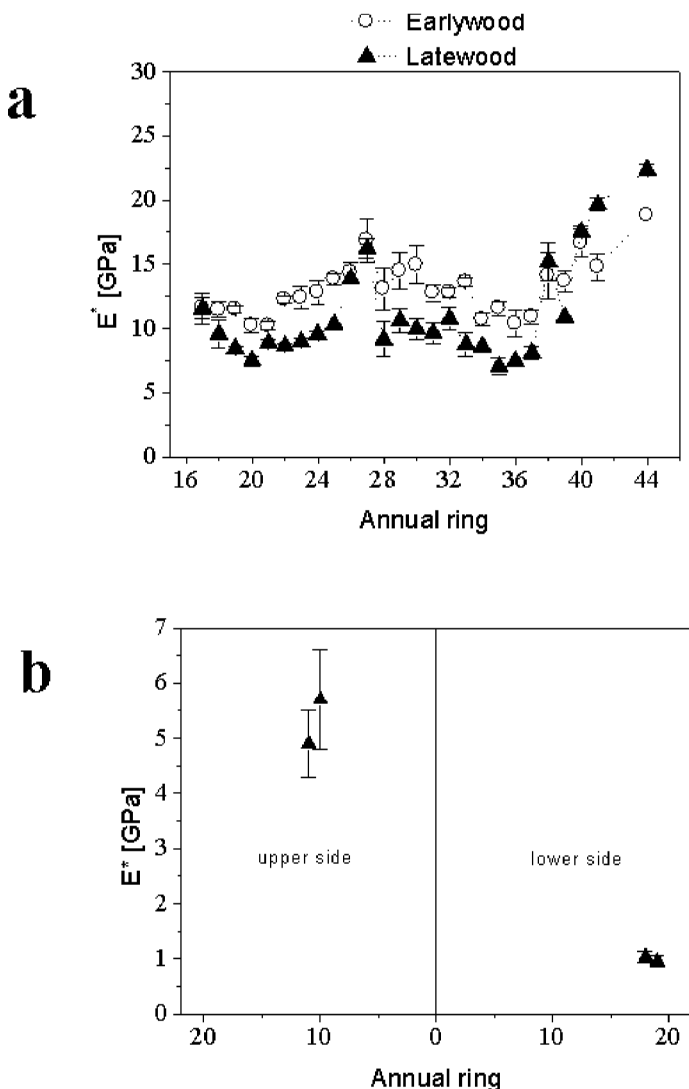 Earlywood
Latewood
a
30
25
20
15
10
5
0
E* [GPa]
16 20 24 28 32 36 40 44
Annual ring
b
7
6
5
4
3
2
1
0
E* [GPa]
upper side lower side
20 10 0 10 20
Annual ring